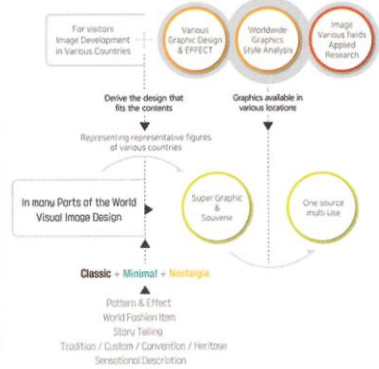 For visitors
Image Development
in Various Countries
+
Various
Graphic Design
& EFFECT
Worldwide
Graphics
Style Analysis
Image
Various fields
Applied
Research
Derive the design that
fits the contents
Graphics available in
various locations
Representing representative figures
of various countries
In many Parts of the World
Visual Image Design
Super Graphic
&
Souvene
One source
multi Use
Classic + Minimal + Nostalgia
Pattern & Effect
World Fashion Item
Story Telling
Tradition / Custom / Convention / Heritage
Sensational Description